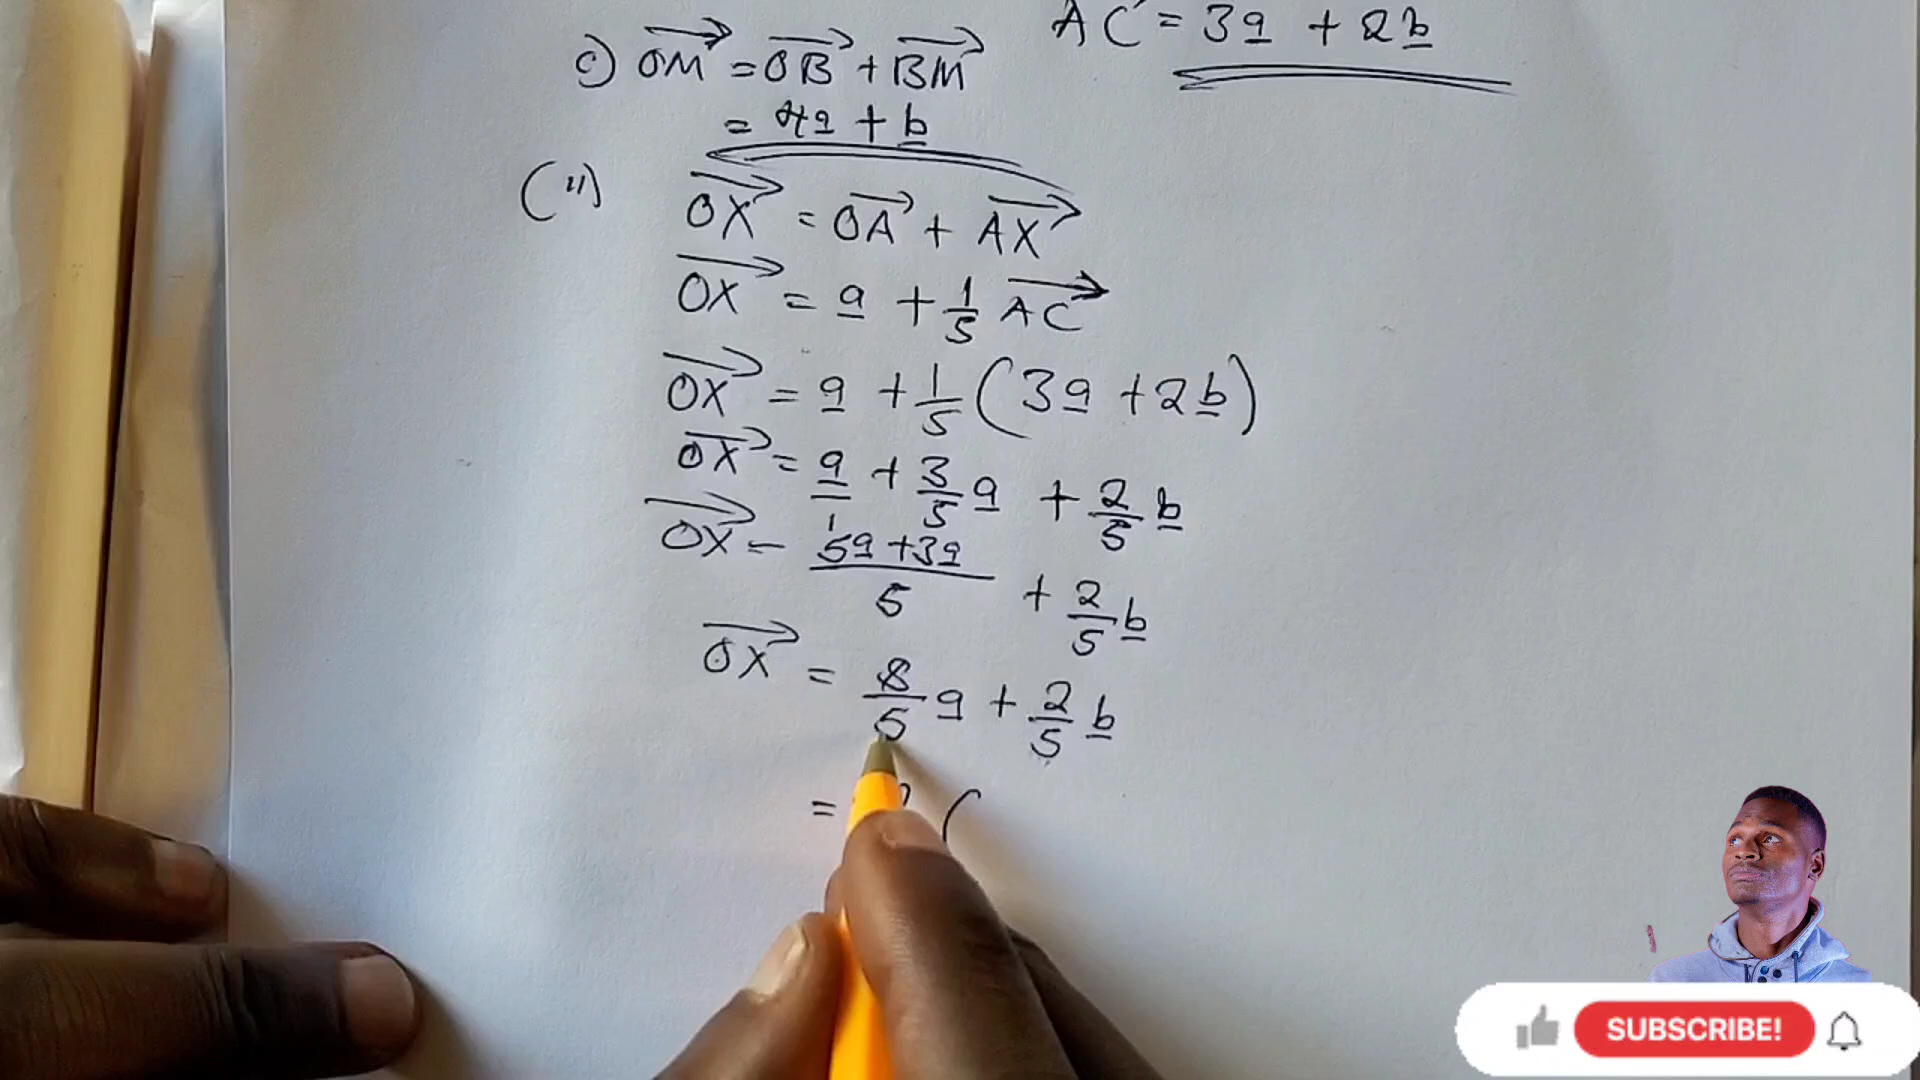 AC = 3a + 2b
c) OM = OB + BM
= 4a + b
(ii) OX = OA + AX
OX = a + 1/5 AC
OX = a + 1/5 (3a + 2b)
OX = a/1 + 3/5 a + 2/5 b
OX = 5a + 3a / 5 + 2/5 b
OX = 8/5 a + 2/5 b
= (
SUBSCRIBE!